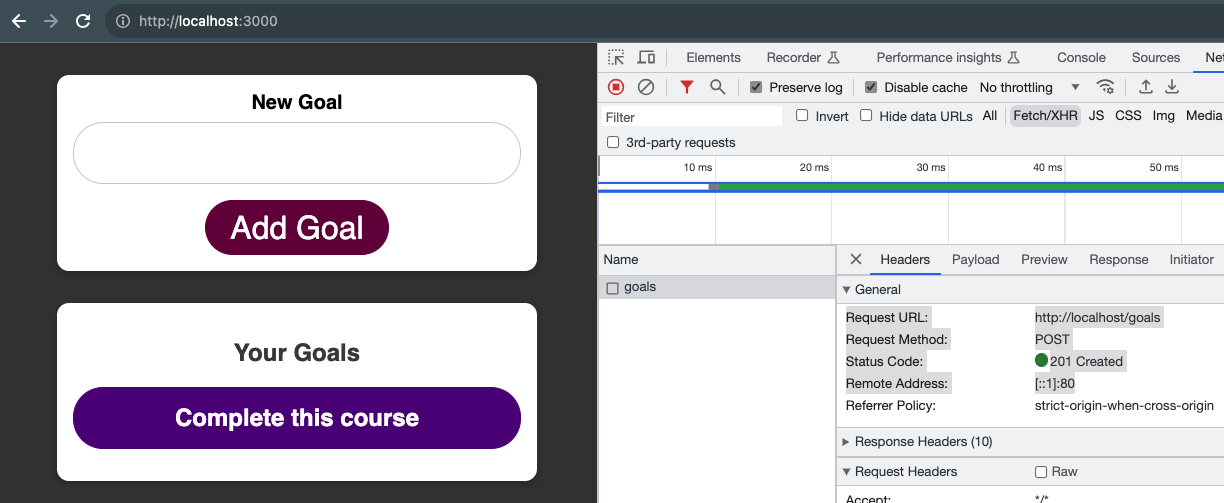 http://localhost:3000
New Goal
Add Goal
Your Goals
Complete this course
Elements Recorder Performance insights Console Sources Net
Preserve log Disable cache No throttling
Filter Invert Hide data URLs All Fetch/XHR JS CSS Img Media
3rd-party requests
10 ms 20 ms 30 ms 40 ms 50 ms
Name Headers Payload Preview Response Initiator
goals General
Request URL: http://localhost/goals
Request Method: POST
Status Code: 201 Created
Remote Address: [::1]:80
Referrer Policy: strict-origin-when-cross-origin
Response Headers (10)
Request Headers Raw
Accept: */*